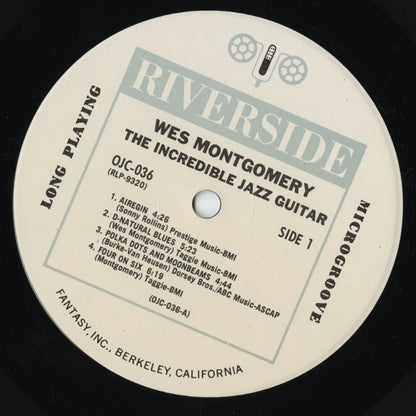 RIVERSIDE
LONG PLAYING
MICROGROOVE
WES MONTGOMERY
THE INCREDIBLE JAZZ GUITAR
OJC-036
(RLP-9320)
SIDE 1
1. AIREGIN 4:26
(Sonny Rollins) Prestige Music-BMI
2. D-NATURAL BLUES 5:23
(Wes Montgomery) Taggie Music-BMI
3. POLKA DOTS AND MOONBEAMS 4:44
(Burke-Van Heusen) Dorsey Bros./ABC Music-ASCAP
4. FOUR ON SIX 6:19
(Montgomery) Taggie-BMI
(OJC-036-A)
FANTASY, INC., BERKELEY, CALIFORNIA